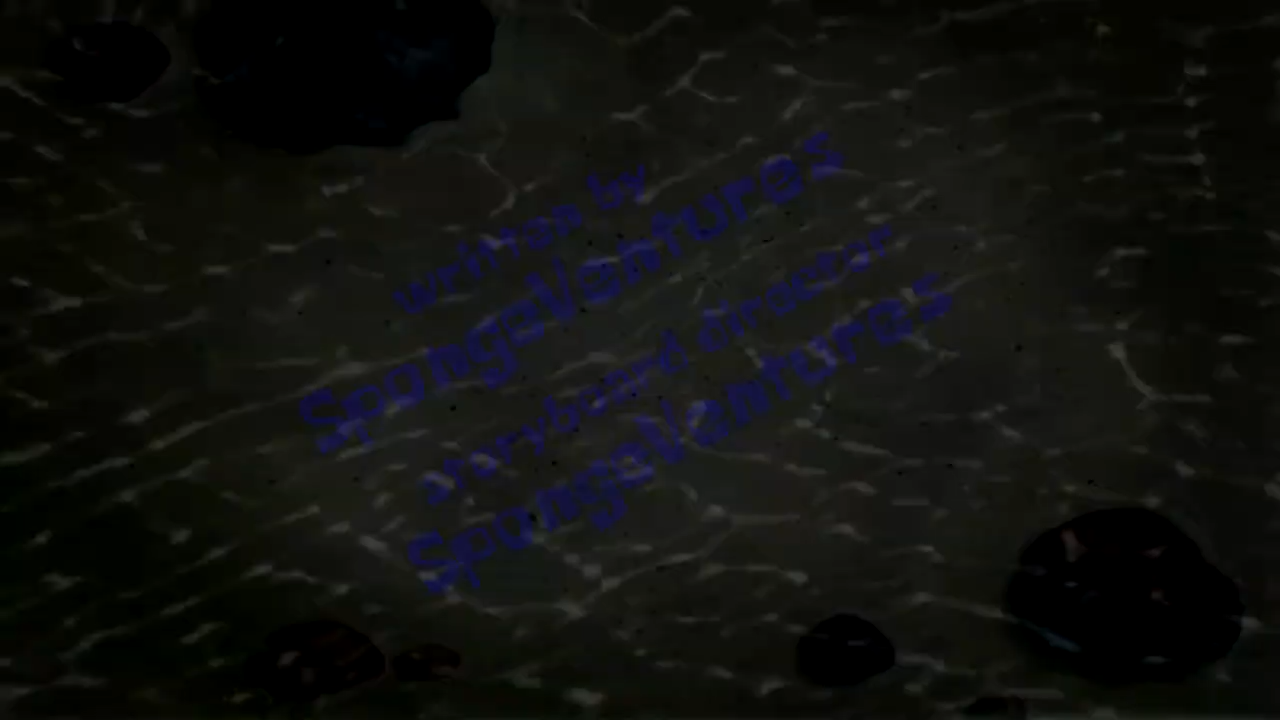 written by
SpongeVentures
storyboard director
SpongeVentures